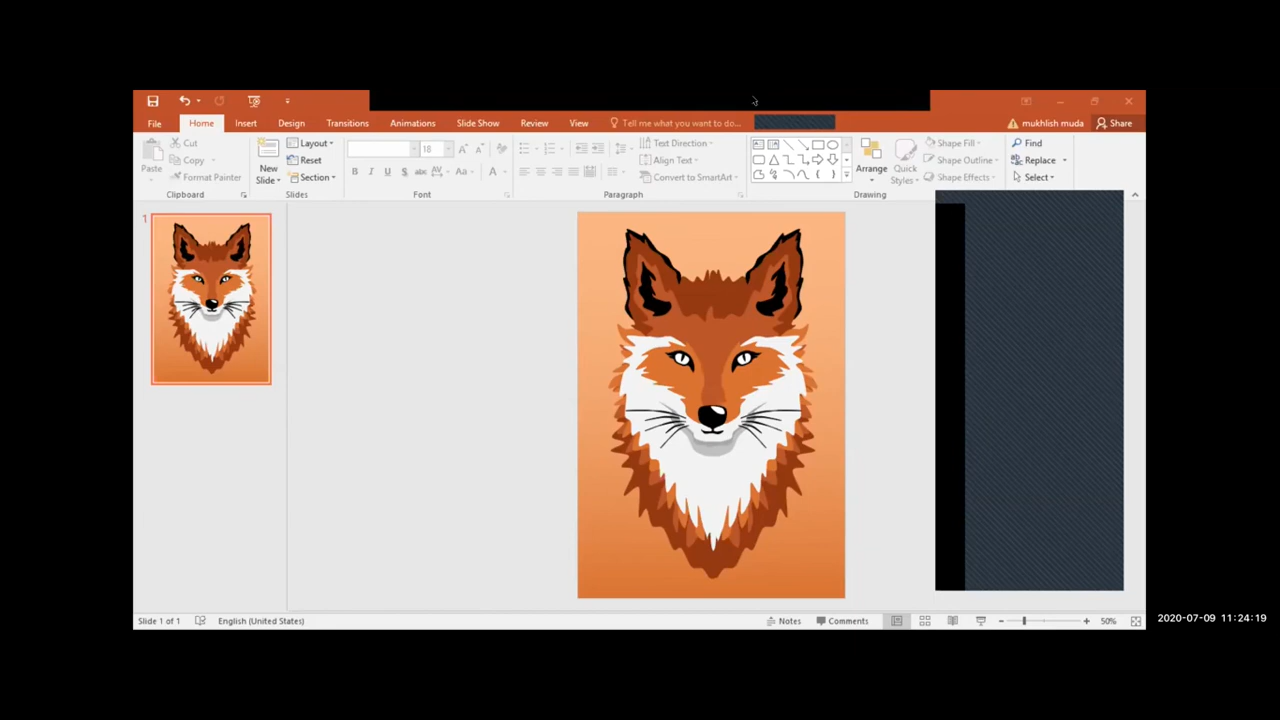 File Home Insert Design Transitions Animations Slide Show Review View Tell me what you want to do... mukhlish muda Share
Paste Cut Copy Format Painter
Clipboard
New Slide Layout Reset Section
Slides
18
B I U S abc AV Aa A
Font
Text Direction
Align Text
Convert to SmartArt
Paragraph
Arrange Quick Styles
Shape Fill
Shape Outline
Shape Effects
Drawing
Find
Replace
Select
1
Slide 1 of 1 English (United States) Notes Comments 50%
2020-07-09 11:24:19